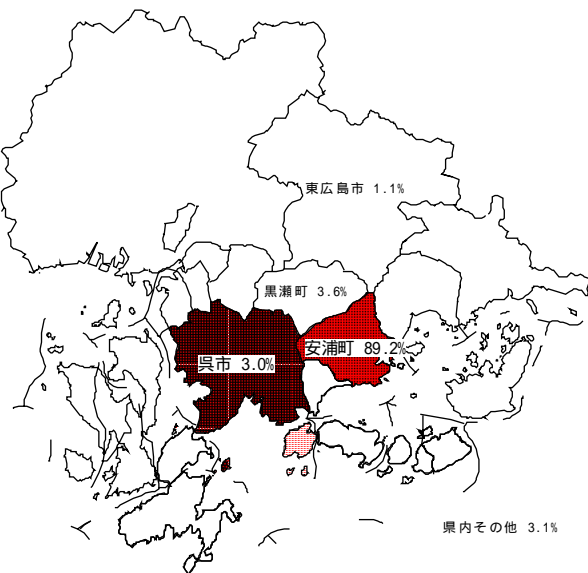 東広島市 1.1%
黒瀬町 3.6%
安浦町 89.2%
呉市 3.0%
県内その他 3.1%